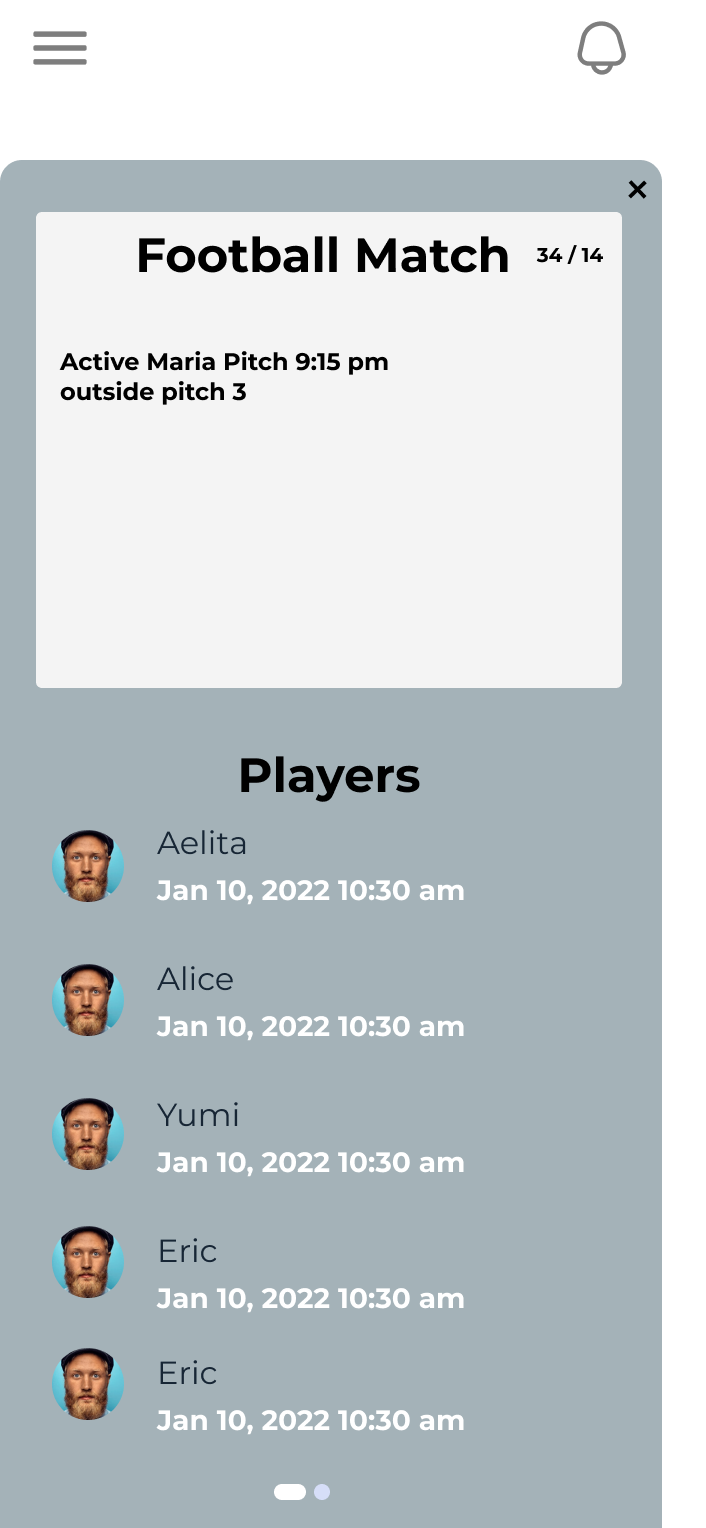 ×
Football Match 34 / 14
Active Maria Pitch 9:15 pm
outside pitch 3
Players
Aelita
Jan 10, 2022 10:30 am
Alice
Jan 10, 2022 10:30 am
Yumi
Jan 10, 2022 10:30 am
Eric
Jan 10, 2022 10:30 am
Eric
Jan 10, 2022 10:30 am